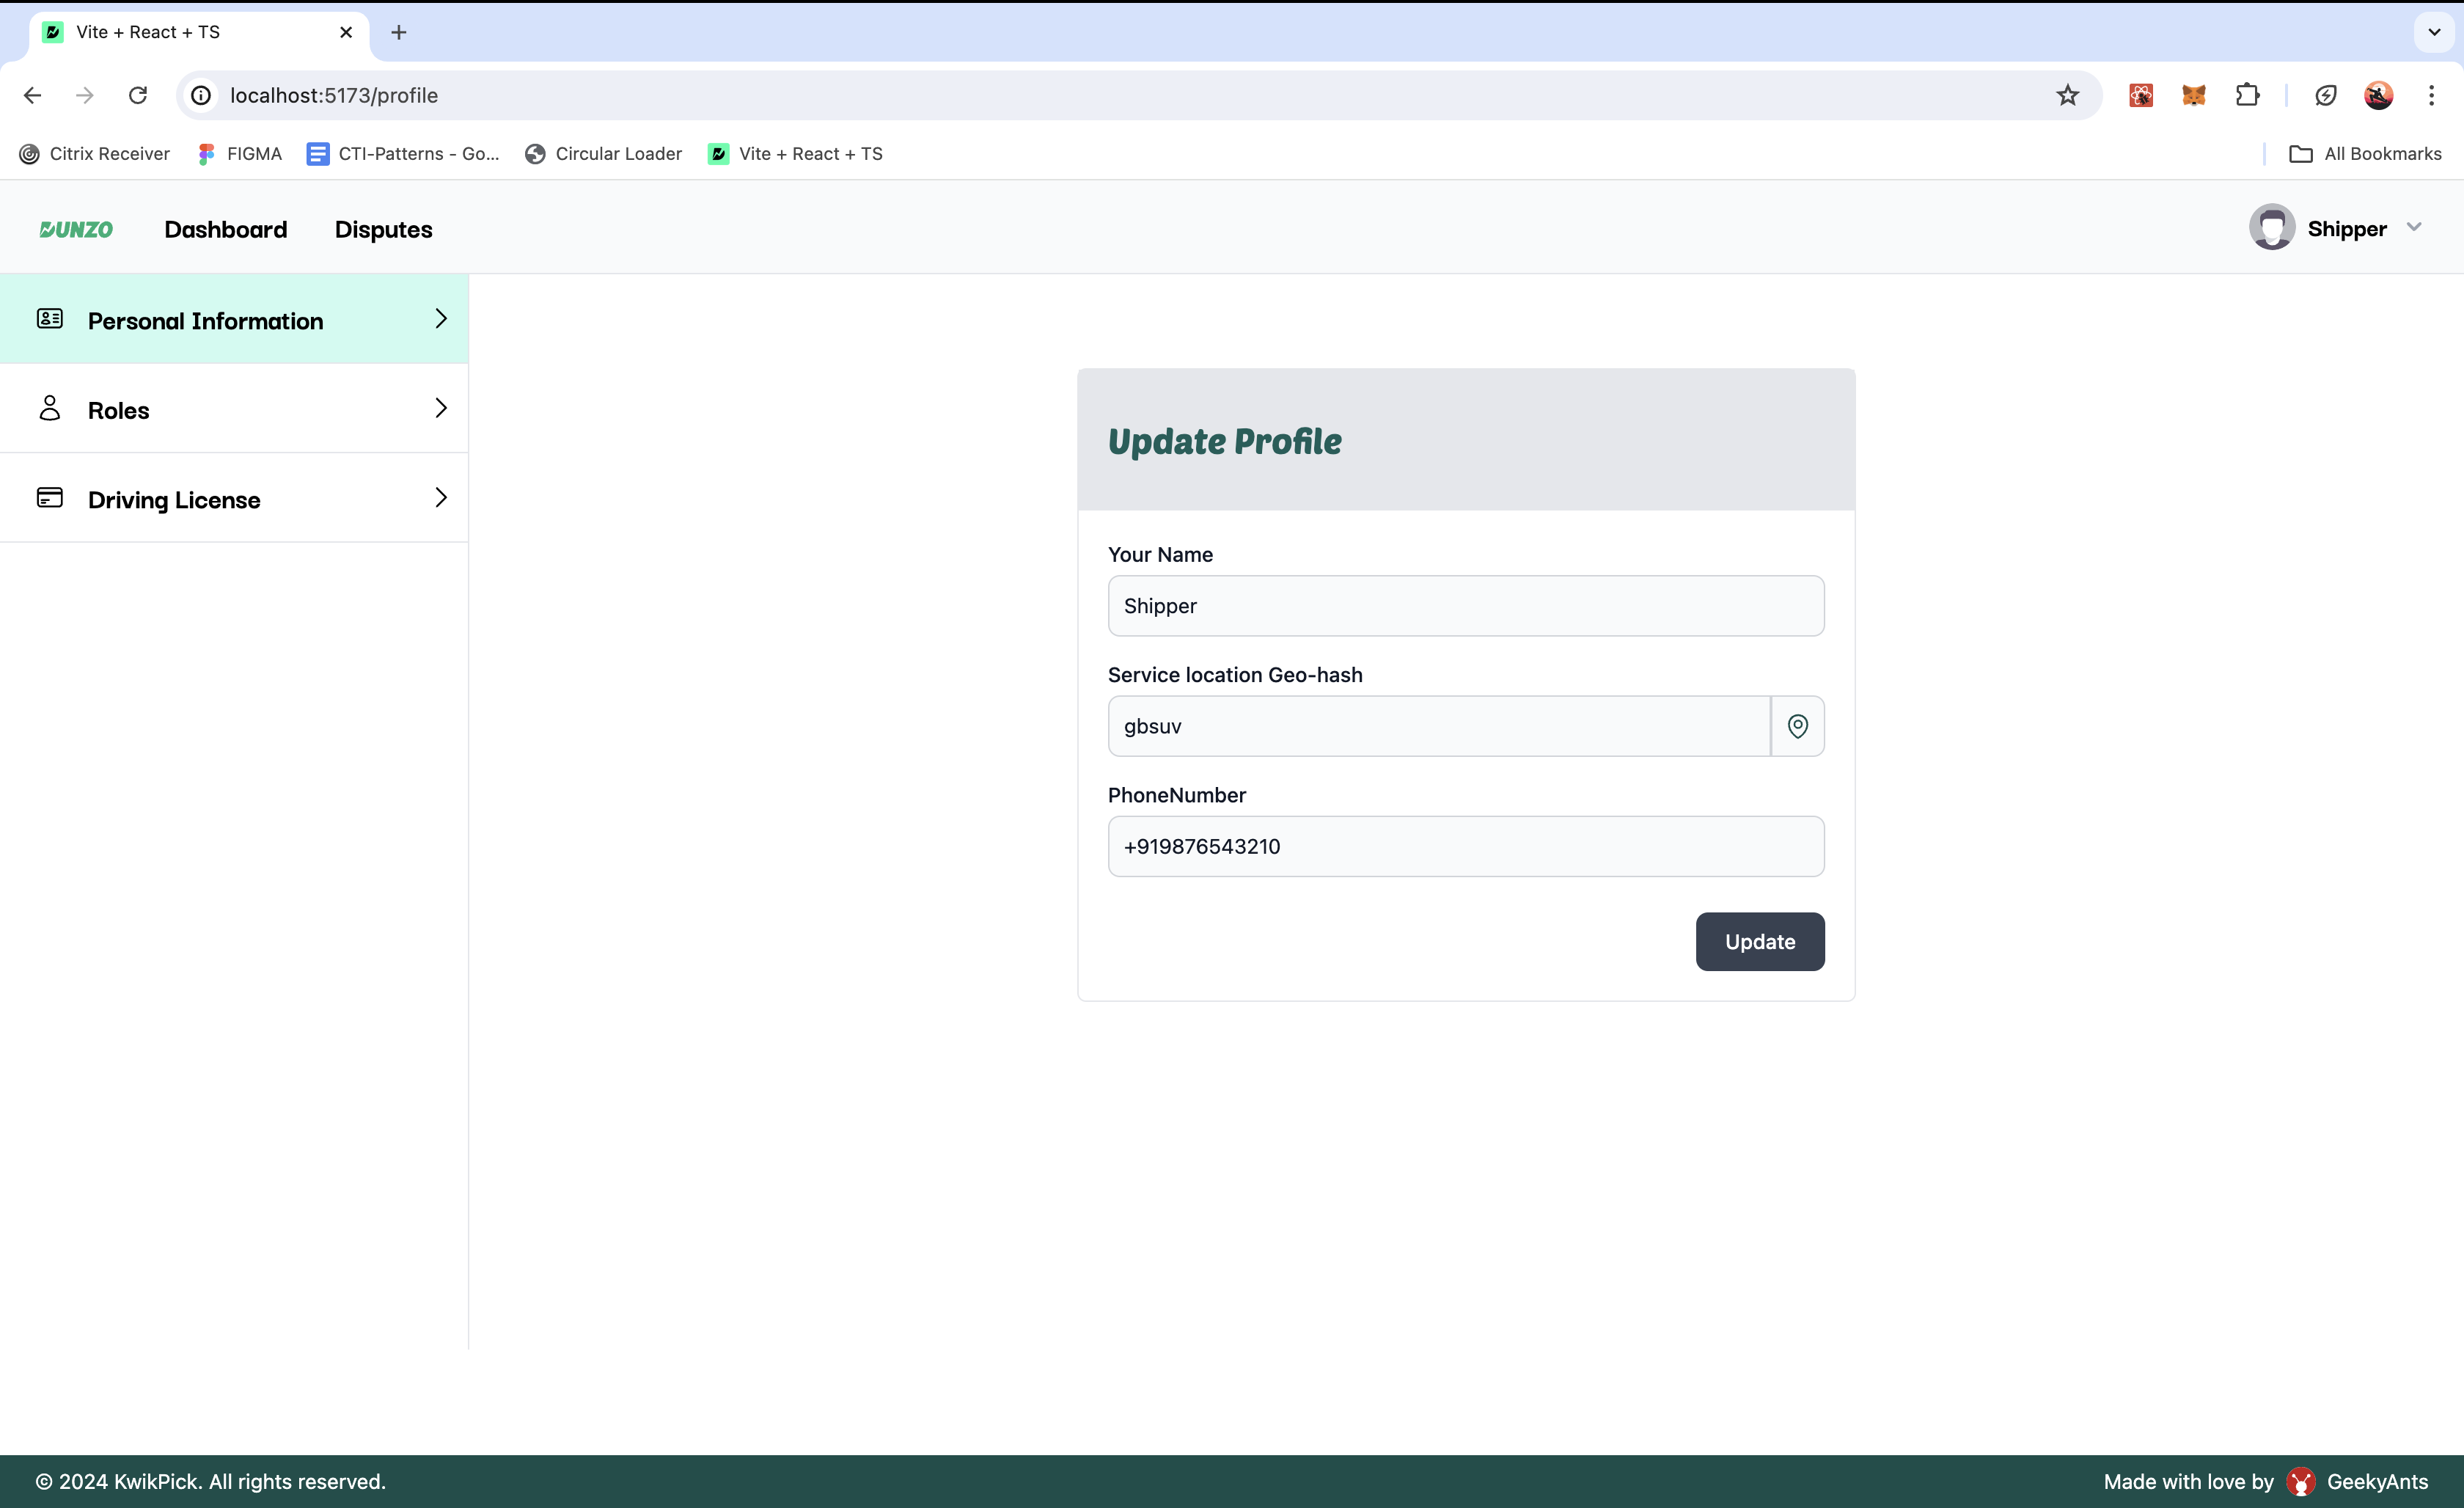 Vite + React + TS
localhost:5173/profile
Citrix Receiver FIGMA CTI-Patterns - Go... Circular Loader Vite + React + TS All Bookmarks
DUNZO Dashboard Disputes Shipper
Personal Information
Roles
Driving License
Update Profile
Your Name
Shipper
Service location Geo-hash
gbsuv
PhoneNumber
+919876543210
Update
© 2024 KwikPick. All rights reserved. Made with love by GeekyAnts